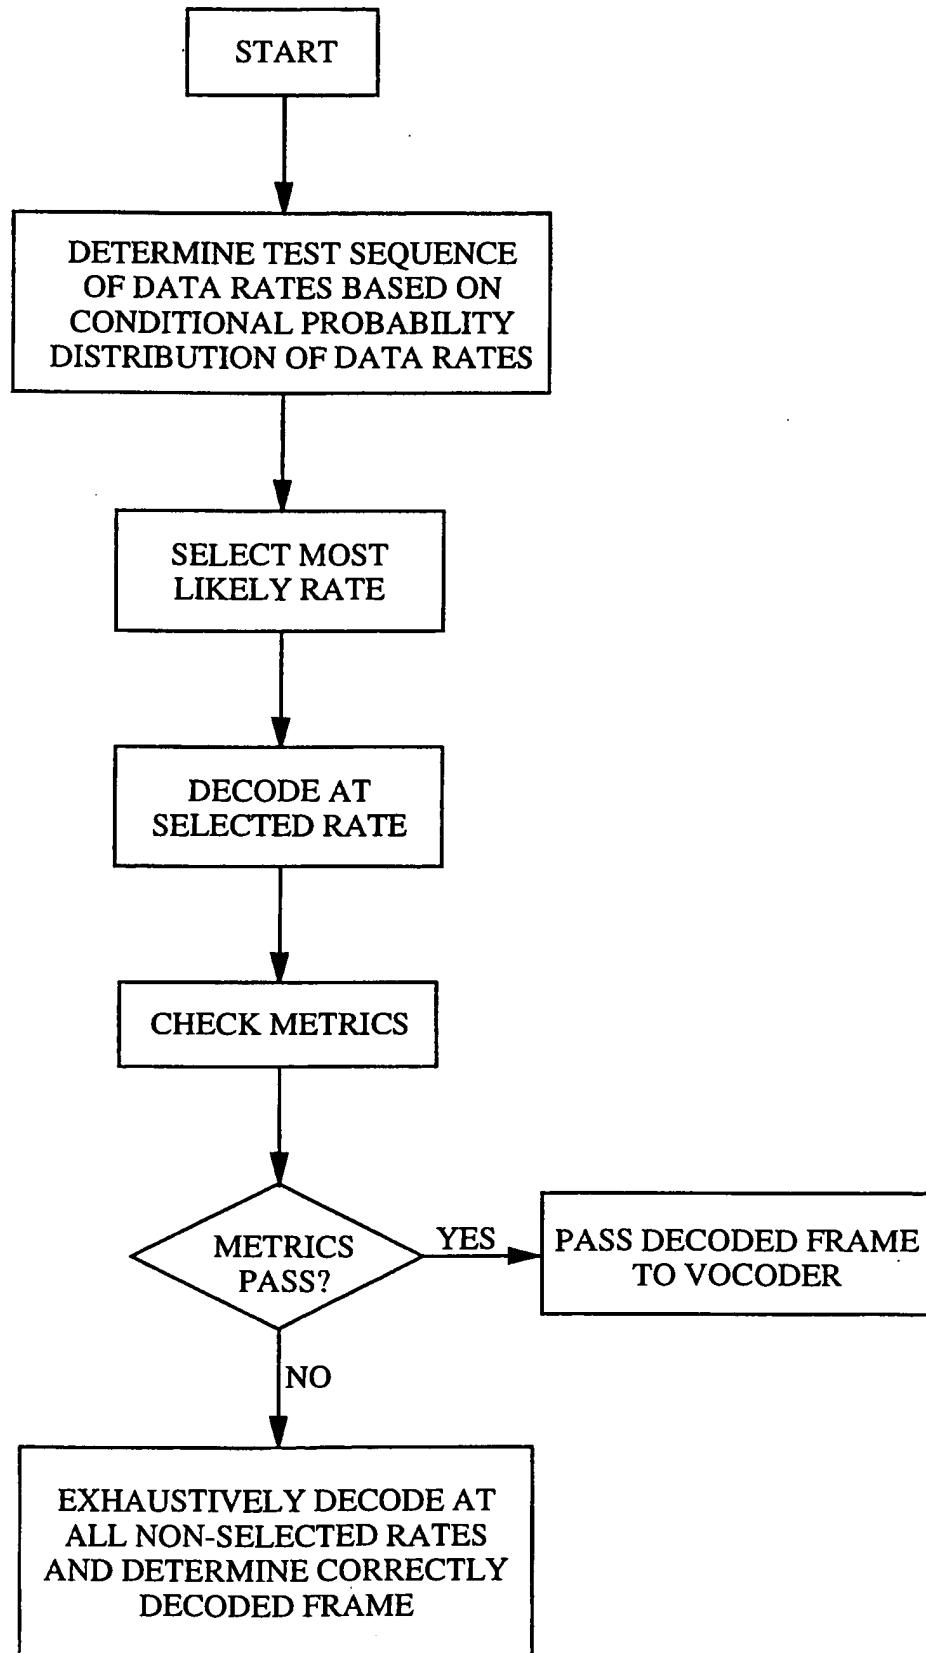 START
DETERMINE TEST SEQUENCE
OF DATA RATES BASED ON
CONDITIONAL PROBABILITY
DISTRIBUTION OF DATA RATES
SELECT MOST
LIKELY RATE
DECODE AT
SELECTED RATE
CHECK METRICS
METRICS
PASS?
YES
PASS DECODED FRAME
TO VOCODER
NO
EXHAUSTIVELY DECODE AT
ALL NON-SELECTED RATES
AND DETERMINE CORRECTLY
DECODED FRAME